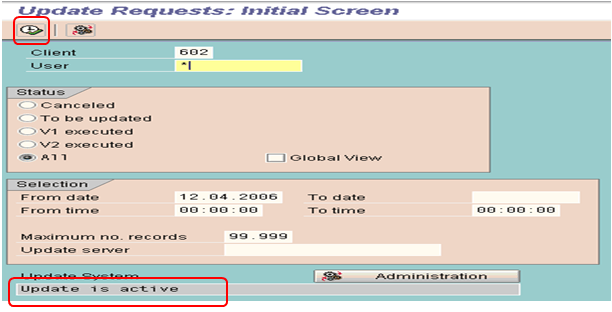 Update Requests: Initial Screen
Client 602
User *
Status
Canceled
To be updated
V1 executed
V2 executed
All Global View
Selection
From date 12.04.2006 To date
From time 00:00:00 To time 00:00:00
Maximum no. records 99.999
Update server
Update System Administration
Update is active